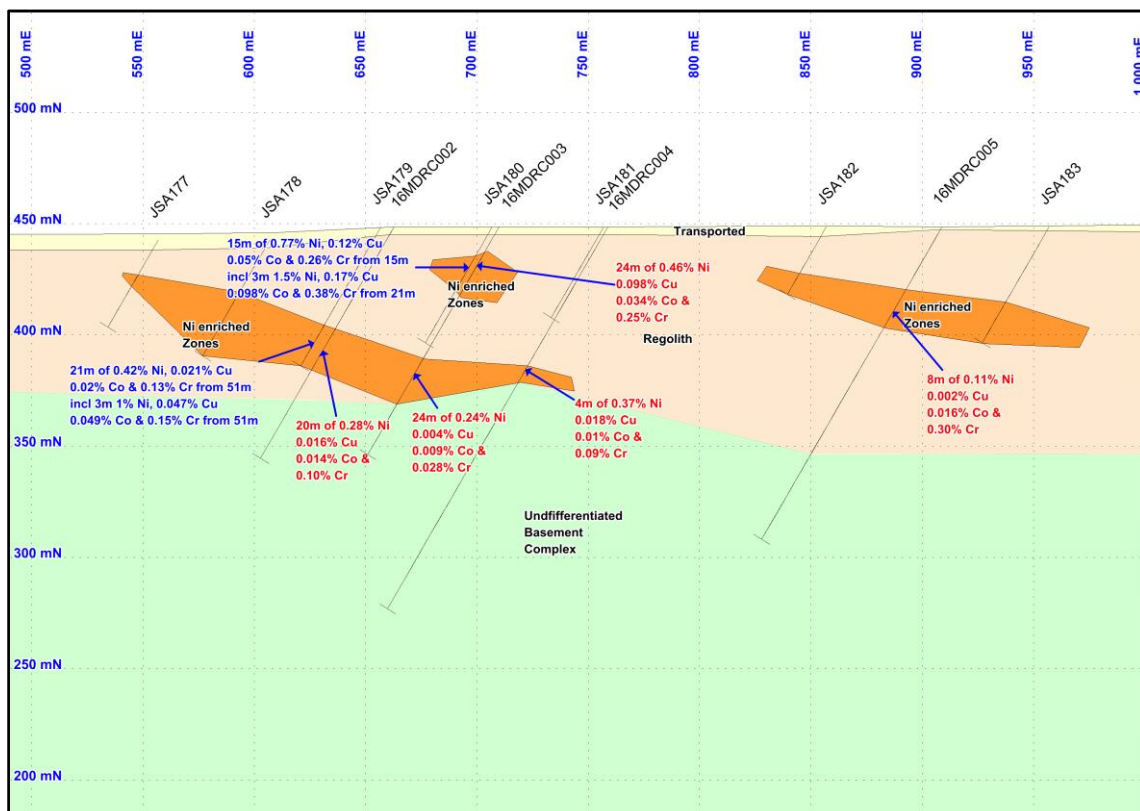 500 mE
550 mE
600 mE
650 mE
700 mE
750 mE
800 mE
850 mE
900 mE
950 mE
1,000 mE
500 mN
450 mN
400 mN
350 mN
300 mN
250 mN
200 mN
JSA177
JSA178
JSA179
16MDRC002
JSA180
16MDRC003
JSA181
16MDRC004
JSA182
16MDRC005
JSA183
Transported
15m of 0.77% Ni, 0.12% Cu
0.05% Co & 0.26% Cr from 15m
incl 3m 1.5% Ni, 0.17% Cu
0.098% Co & 0.38% Cr from 21m
24m of 0.46% Ni
0.098% Cu
0.034% Co &
0.25% Cr
Ni enriched
Zones
Ni enriched
Zones
Ni enriched
Zones
Regolith
21m of 0.42% Ni, 0.021% Cu
0.02% Co & 0.13% Cr from 51m
incl 3m 1% Ni, 0.047% Cu
0.049% Co & 0.15% Cr from 51m
20m of 0.28% Ni
0.016% Cu
0.014% Co &
0.10% Cr
24m of 0.24% Ni
0.004% Cu
0.009% Co &
0.028% Cr
4m of 0.37% Ni
0.018% Cu
0.01% Co &
0.09% Cr
8m of 0.11% Ni
0.002% Cu
0.016% Co &
0.30% Cr
Undfifferentiated
Basement
Complex